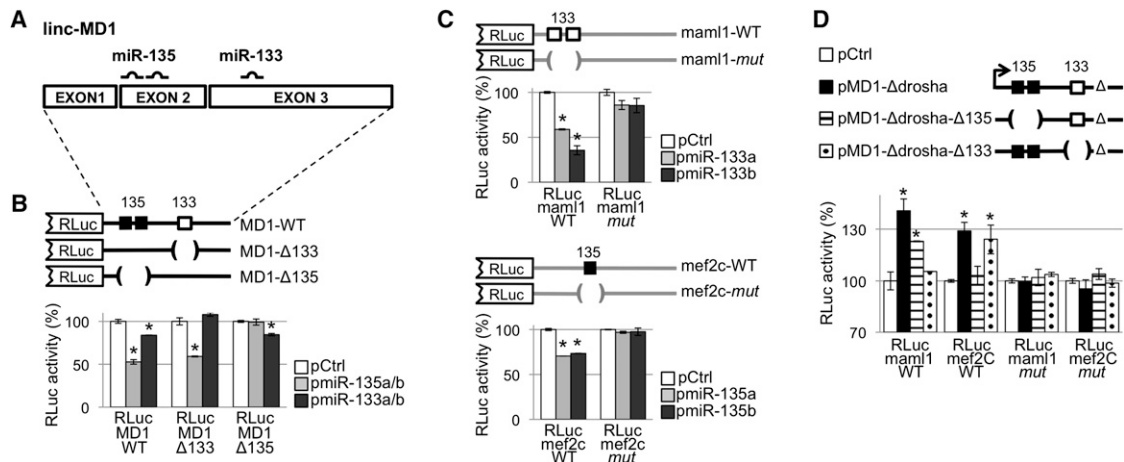 A
linc-MD1
miR-135 miR-133
EXON1 EXON 2 EXON 3
B
135 133
RLuc MD1-WT
RLuc MD1-Δ133
RLuc MD1-Δ135
RLuc activity (%)
100
50
0
* * * *
pCtrl
pmiR-135a/b
pmiR-133a/b
RLuc MD1 WT
RLuc MD1 Δ133
RLuc MD1 Δ135
C
133
RLuc maml1-WT
RLuc maml1-mut
RLuc activity (%)
100
50
0
* *
pCtrl
pmiR-133a
pmiR-133b
RLuc maml1 WT
RLuc maml1 mut
135
RLuc mef2c-WT
RLuc mef2c-mut
RLuc activity (%)
100
50
0
* *
pCtrl
pmiR-135a
pmiR-135b
RLuc mef2c WT
RLuc mef2c mut
D
pCtrl
135 133
pMD1-Δdrosha Δ
pMD1-Δdrosha-Δ135 Δ
pMD1-Δdrosha-Δ133 Δ
RLuc activity (%)
130
100
70
* * * *
RLuc maml1 WT
RLuc mef2C WT
RLuc maml1 mut
RLuc mef2C mut